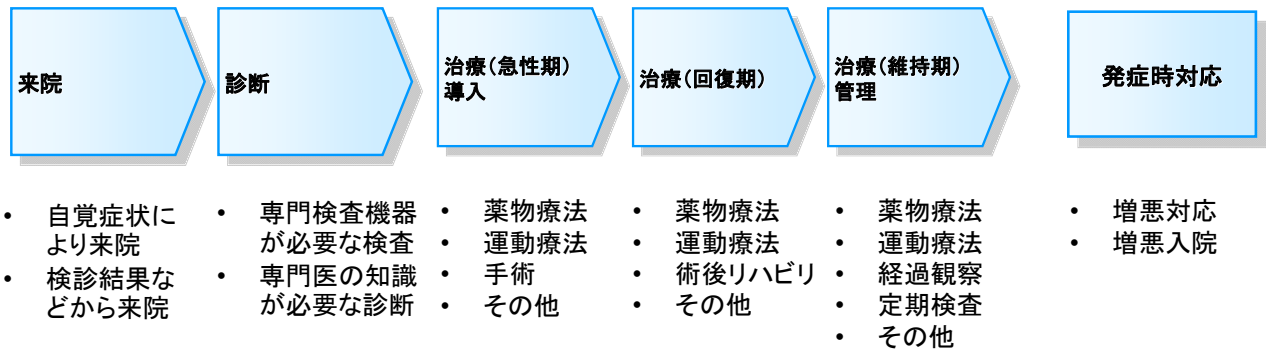 来院
診断
治療（急性期）
導入
治療（回復期）
治療（維持期）
管理
発症時対応
• 自覚症状に
より来院
• 検診結果な
どから来院
• 専門検査機器
が必要な検査
• 専門医の知識
が必要な診断
• 薬物療法
• 運動療法
• 手術
• その他
• 薬物療法
• 運動療法
• 術後リハビリ
• その他
• 薬物療法
• 運動療法
• 経過観察
• 定期検査
• その他
• 増悪対応
• 増悪入院